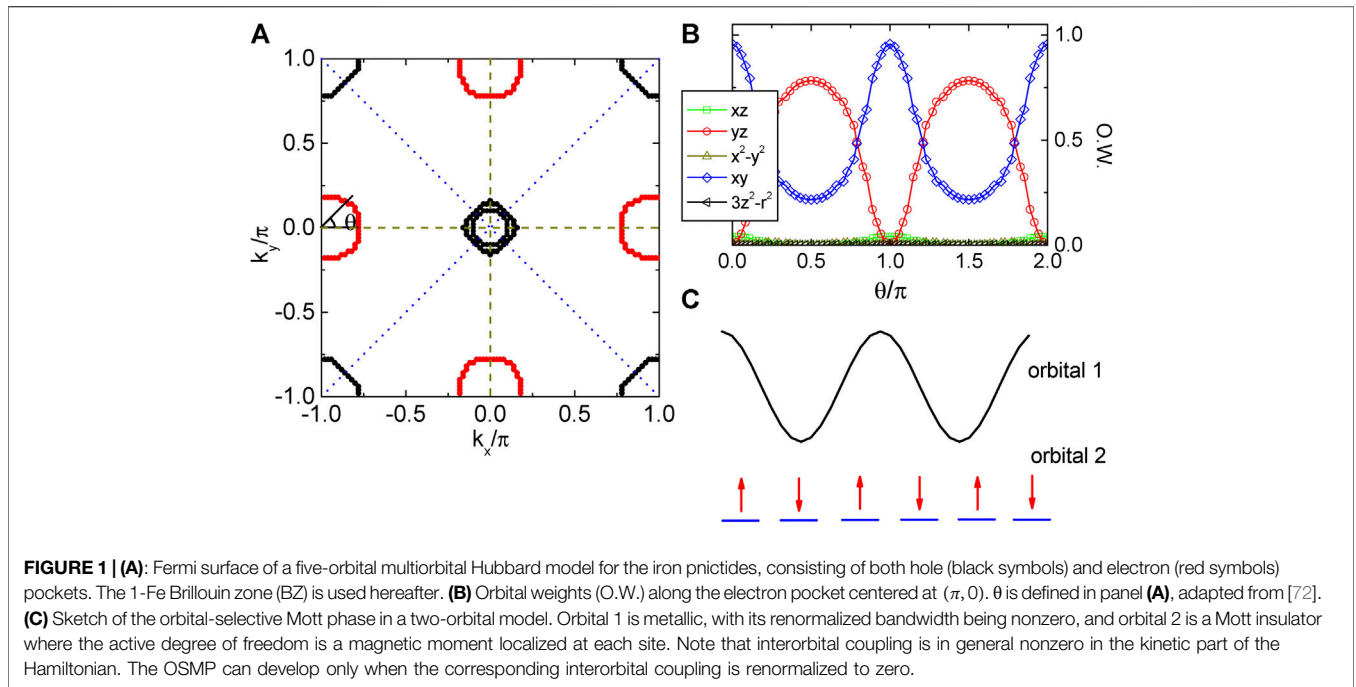 A
1.0
0.5
0.0
-0.5
-1.0
-1.0
-0.5
0.0
0.5
1.0
k_y/π
k_x/π
θ
B
xz
yz
x²-y²
xy
3z²-r²
1.0
0.5
0.0
O.W.
0.0
0.5
1.0
1.5
2.0
θ/π
C
orbital 1
orbital 2
FIGURE 1 | (A): Fermi surface of a five-orbital multiorbital Hubbard model for the iron pnictides, consisting of both hole (black symbols) and electron (red symbols)
pockets. The 1-Fe Brillouin zone (BZ) is used hereafter. (B) Orbital weights (O.W.) along the electron pocket centered at (π, 0). θ is defined in panel (A), adapted from [72].
(C) Sketch of the orbital-selective Mott phase in a two-orbital model. Orbital 1 is metallic, with its renormalized bandwidth being nonzero, and orbital 2 is a Mott insulator
where the active degree of freedom is a magnetic moment localized at each site. Note that interorbital coupling is in general nonzero in the kinetic part of the
Hamiltonian. The OSMP can develop only when the corresponding interorbital coupling is renormalized to zero.